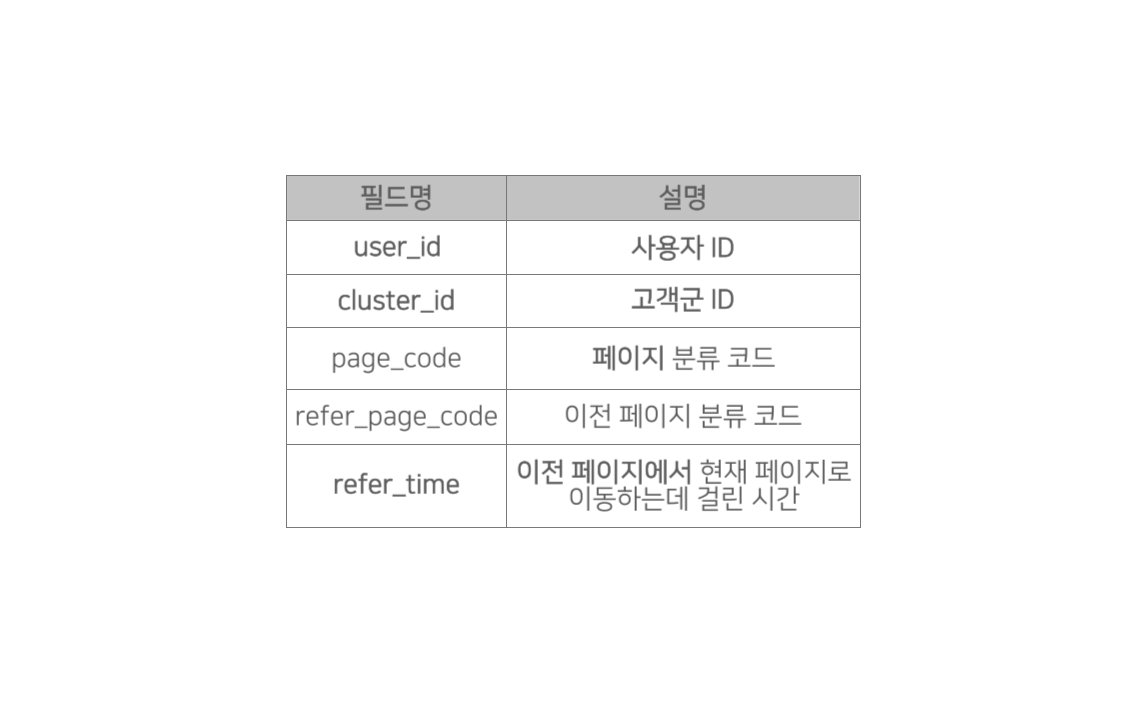 필드명 설명
user_id 사용자 ID
cluster_id 고객군 ID
page_code 페이지 분류 코드
refer_page_code 이전 페이지 분류 코드
refer_time 이전 페이지에서 현재 페이지로
이동하는데 걸린 시간